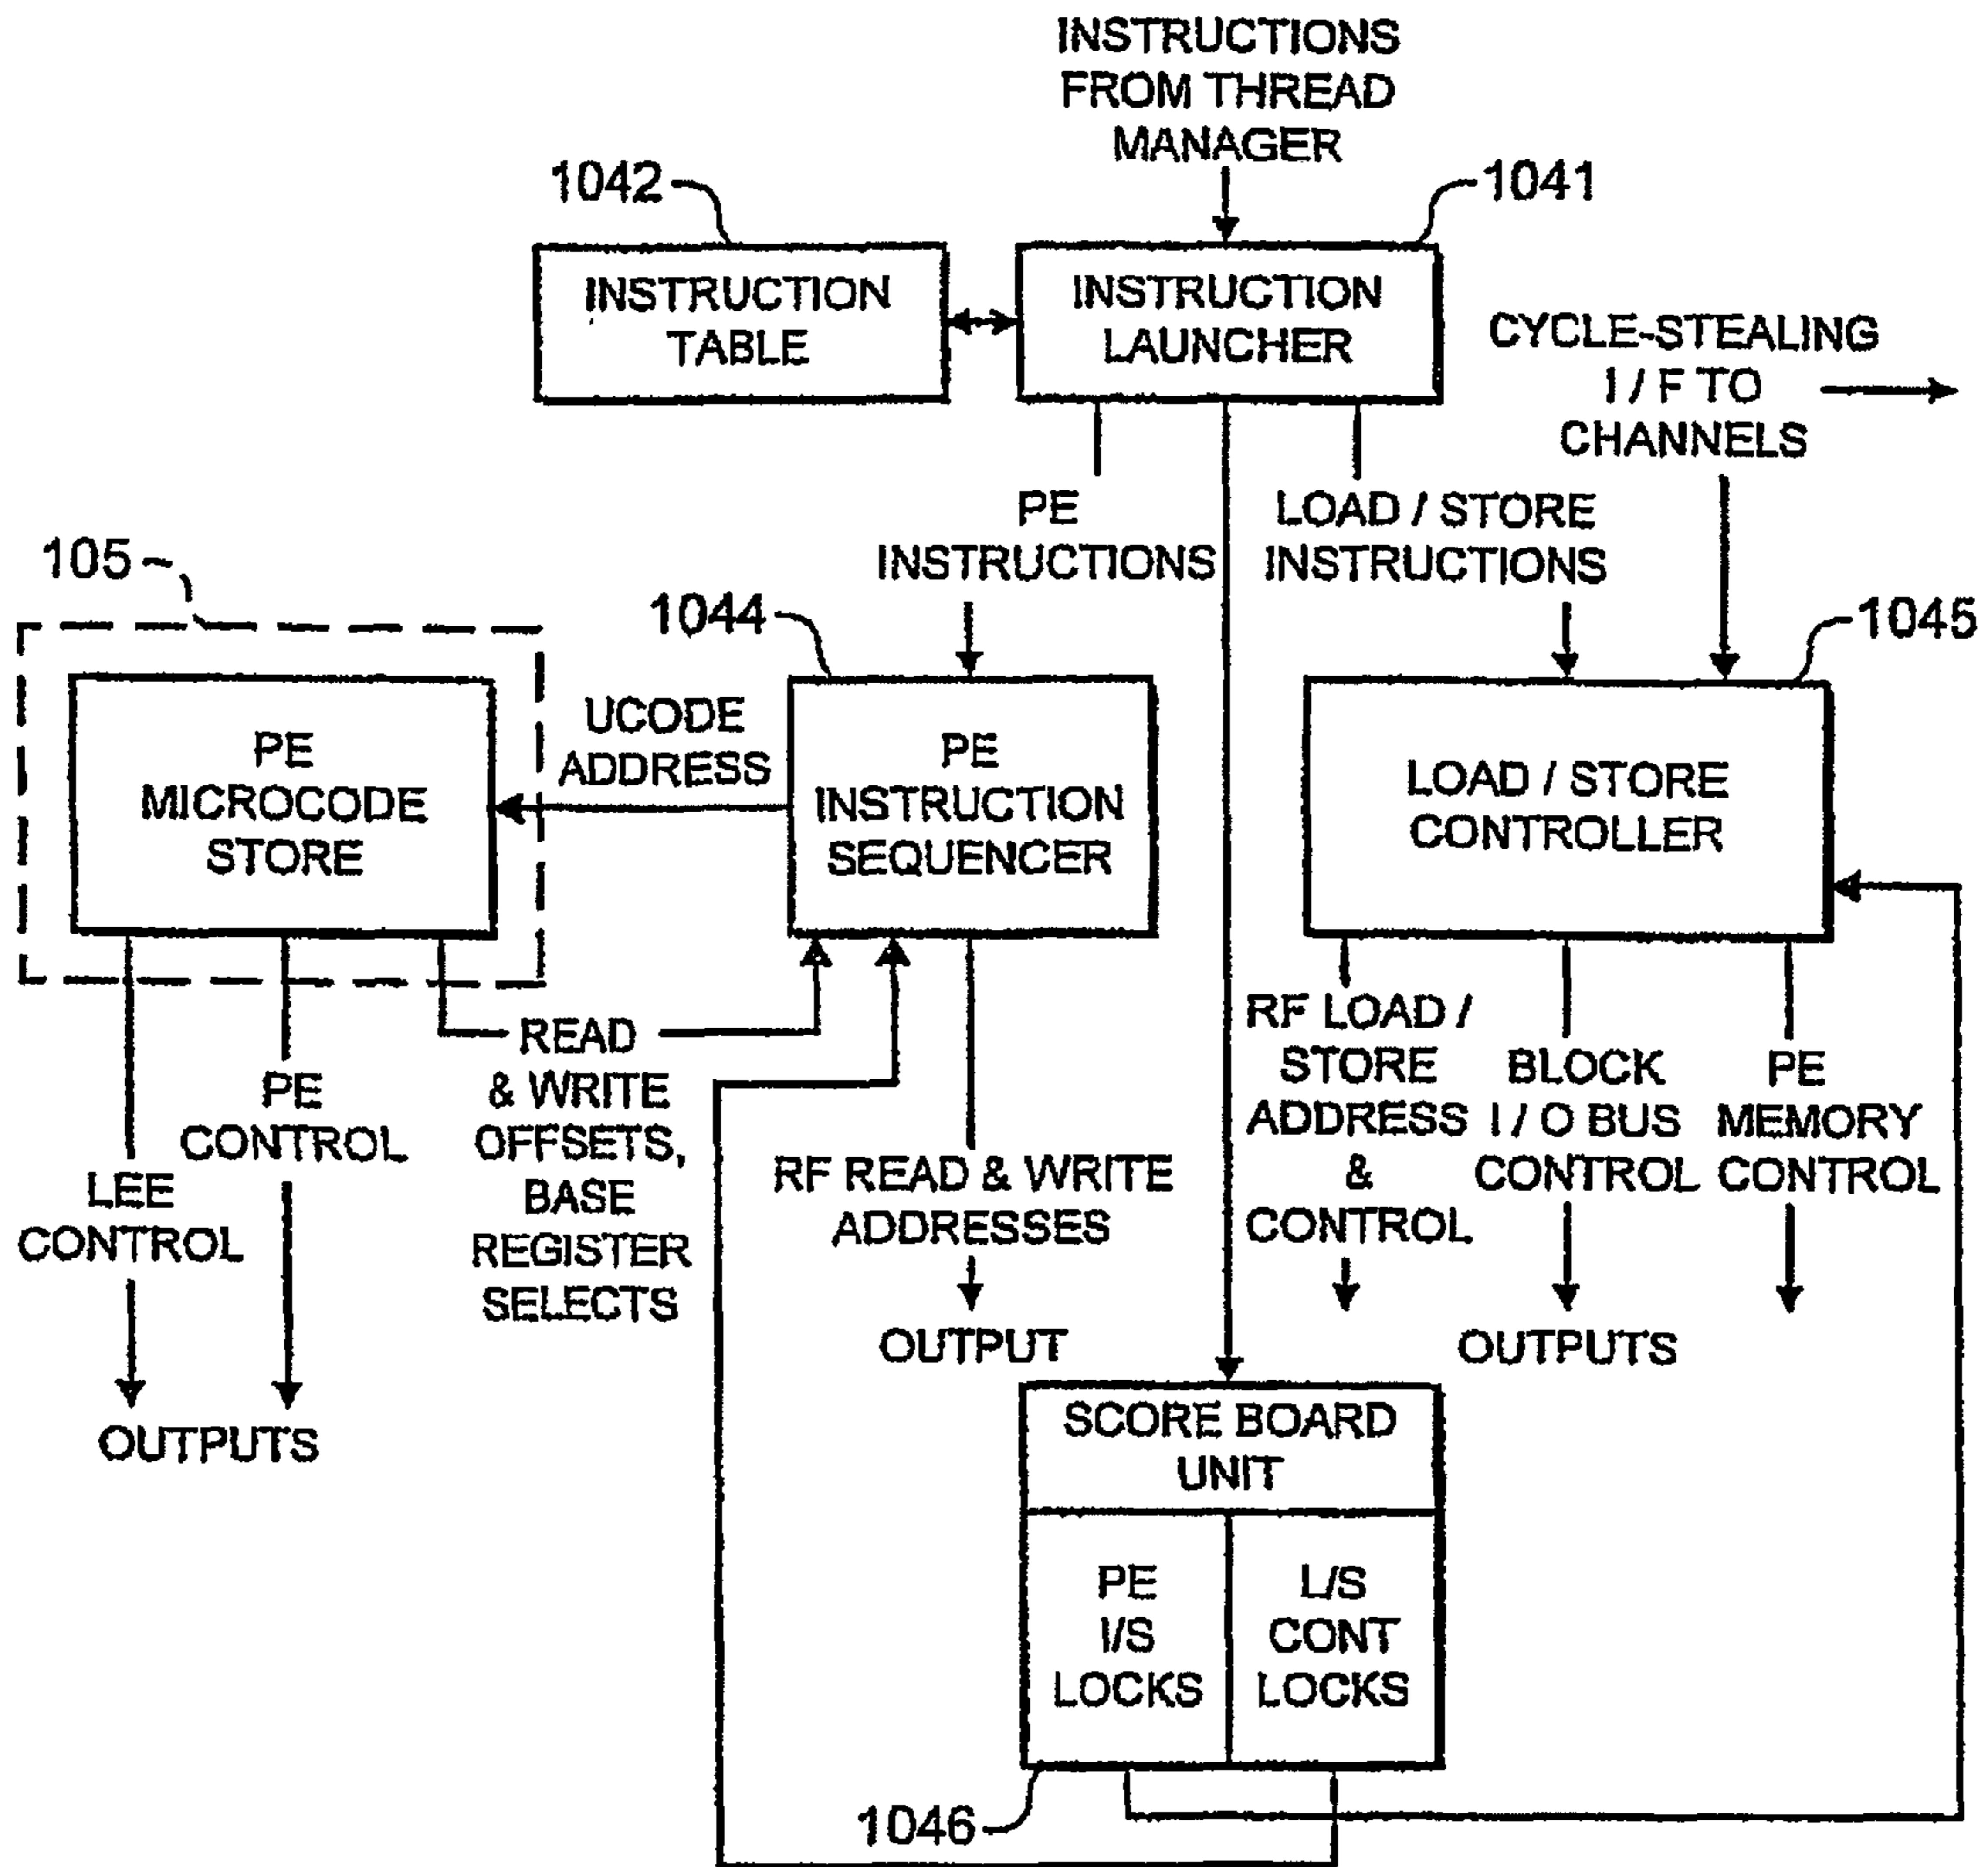 INSTRUCTIONS
FROM THREAD
MANAGER
1042
1041
INSTRUCTION
TABLE
INSTRUCTION
LAUNCHER
CYCLE-STEALING
I / F TO
CHANNELS
PE
INSTRUCTIONS
LOAD / STORE
INSTRUCTIONS
105
1044
1045
PE
MICROCODE
STORE
UCODE
ADDRESS
PE
INSTRUCTION
SEQUENCER
LOAD / STORE
CONTROLLER
LEE
CONTROL
PE
CONTROL
READ
& WRITE
OFFSETS,
BASE
REGISTER
SELECTS
RF READ & WRITE
ADDRESSES
RF LOAD /
STORE
ADDRESS
&
CONTROL
BLOCK
I / O BUS
CONTROL
PE
MEMORY
CONTROL
OUTPUTS
OUTPUT
OUTPUTS
SCORE BOARD
UNIT
PE
I/S
LOCKS
L/S
CONT
LOCKS
1046